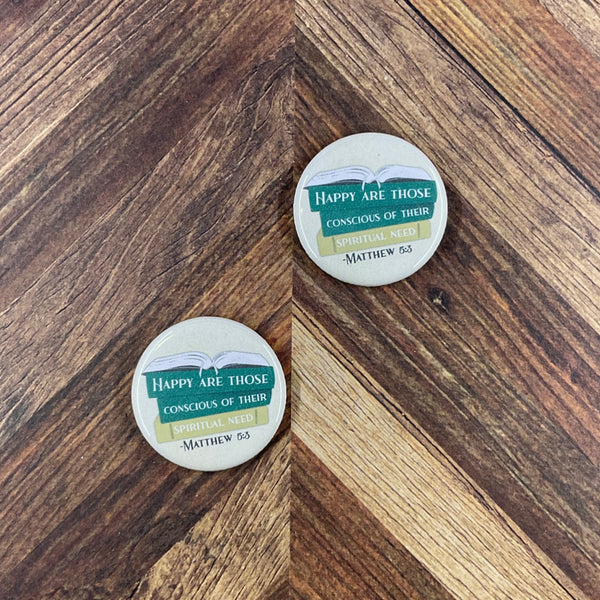 Happy are those
conscious of their
spiritual need
-Matthew 5:3
Happy are those
conscious of their
spiritual need
-Matthew 5:3